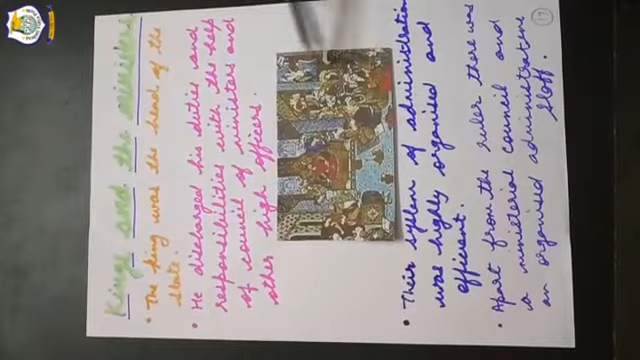 Kings and the ministers
• The king was the head of the
state.
• He discharged his duties and
responsibilities with the help
of council of ministers and
other high officers.
• Their system of administration
was highly organised and
efficient.
• Apart from the ruler there was
a ministerial council and
an organised administrative
staff.